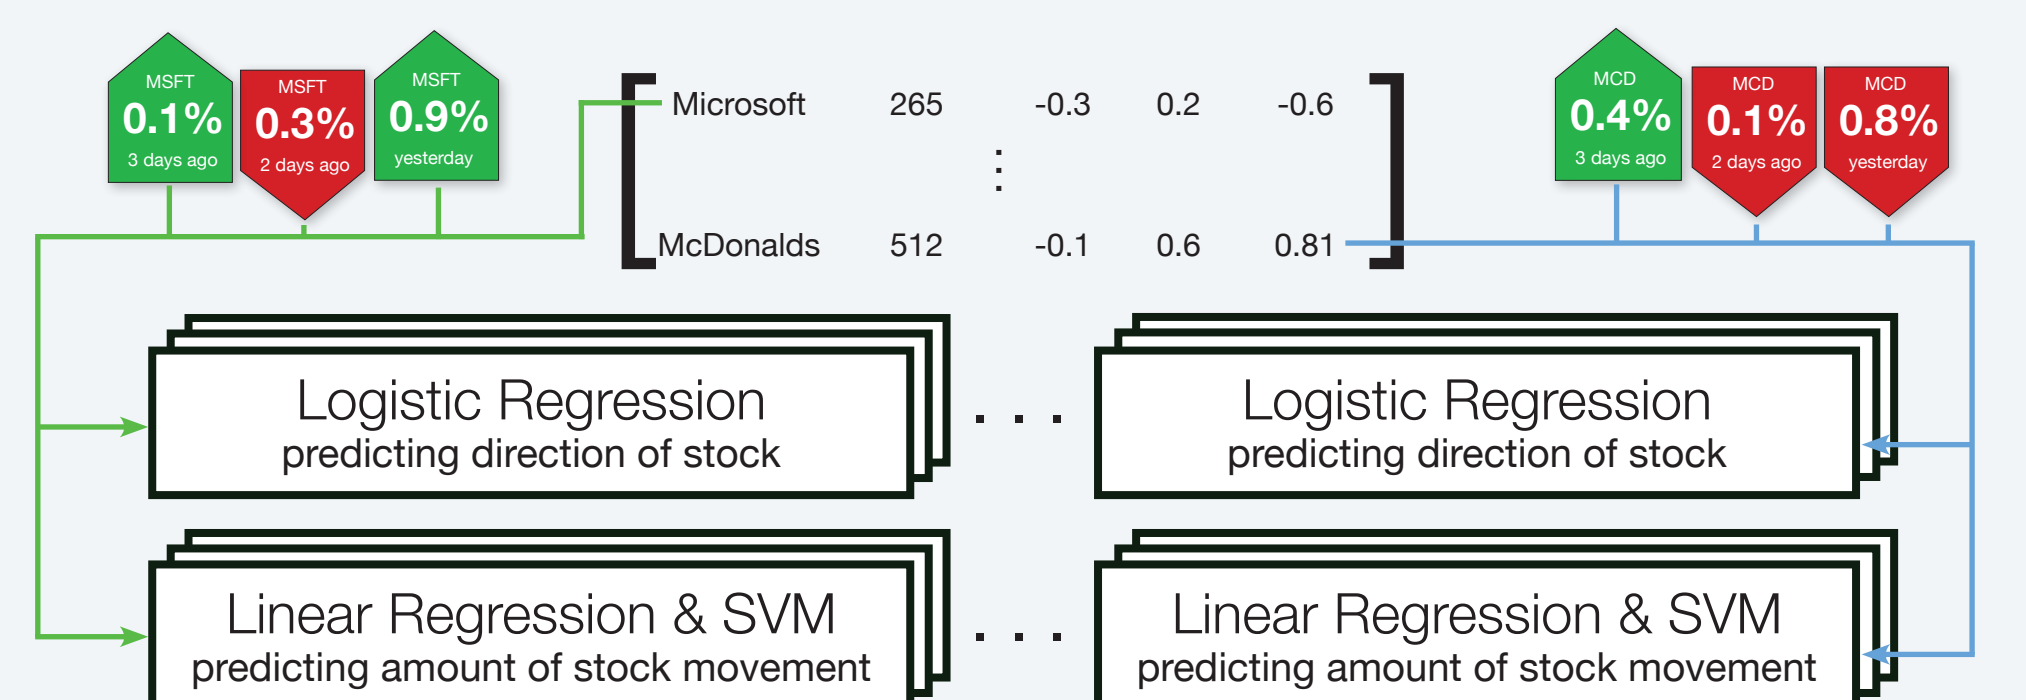 MSFT
0.1%
3 days ago
MSFT
0.3%
2 days ago
MSFT
0.9%
yesterday
Microsoft 265 -0.3 0.2 -0.6
McDonalds 512 -0.1 0.6 0.81
MCD
0.4%
3 days ago
MCD
0.1%
2 days ago
MCD
0.8%
yesterday
Logistic Regression
predicting direction of stock
Logistic Regression
predicting direction of stock
Linear Regression & SVM
predicting amount of stock movement
Linear Regression & SVM
predicting amount of stock movement